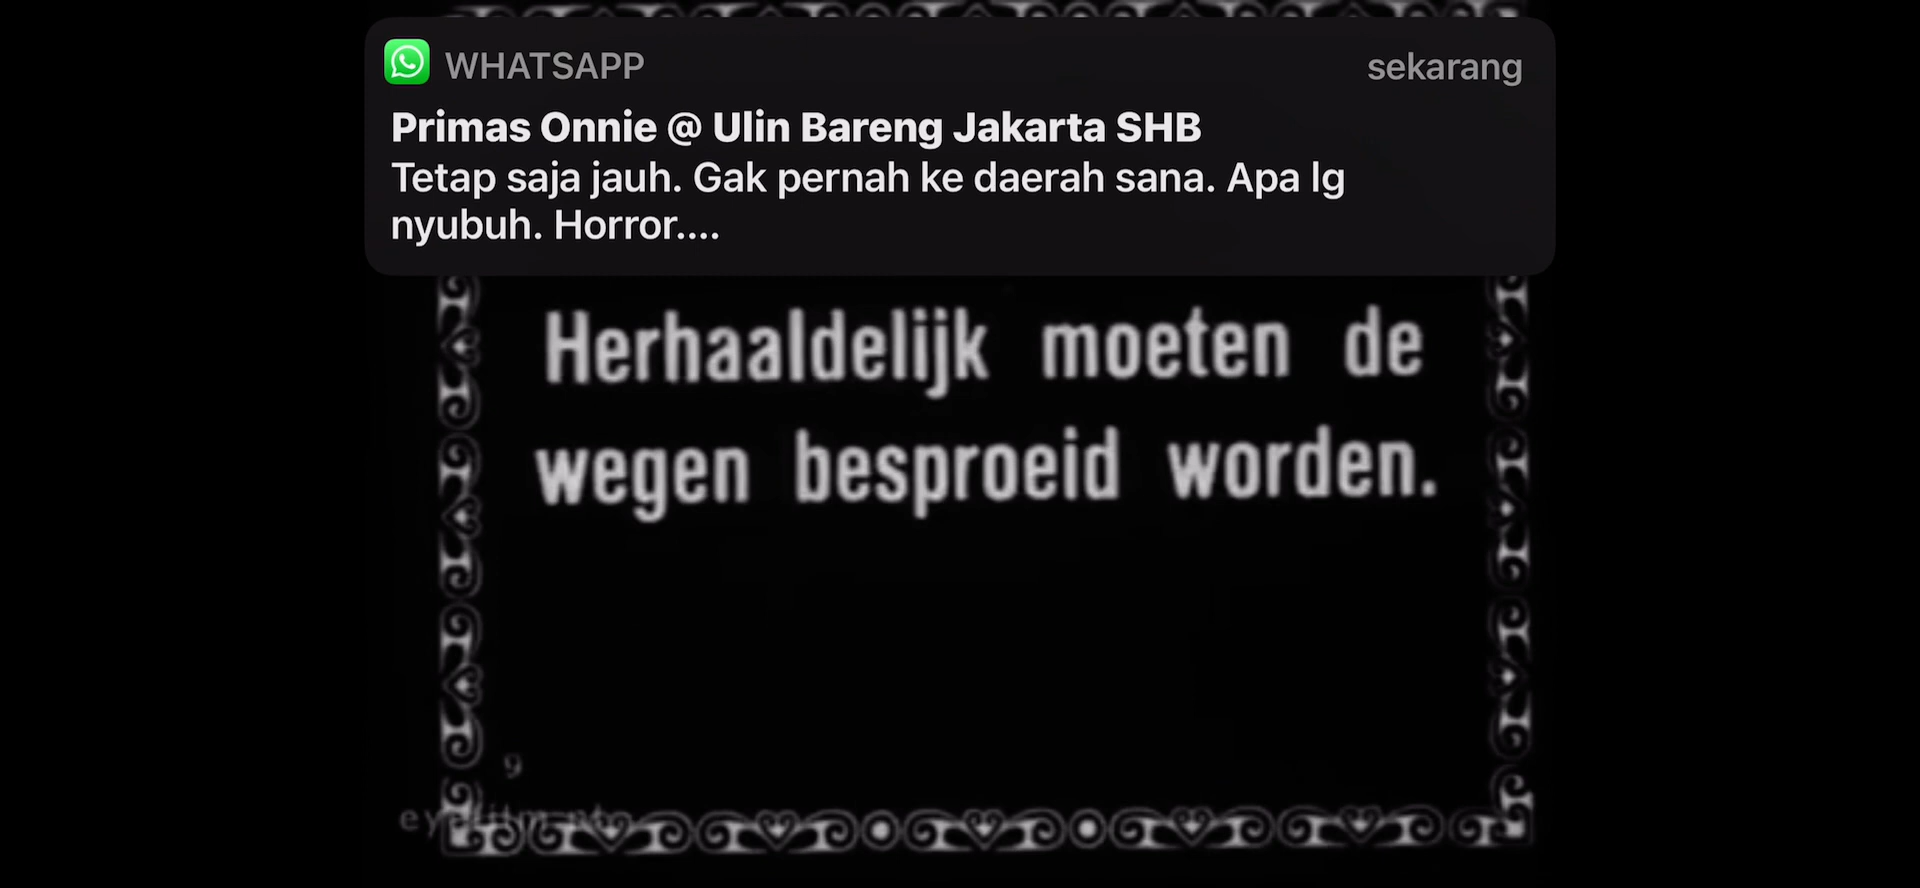 WHATSAPP
sekarang
Primas Onnie @ Ulin Bareng Jakarta SHB
Tetap saja jauh. Gak pernah ke daerah sana. Apa lg
nyubuh. Horror....
Herhaaldelijk moeten de
wegen besproeid worden.
9